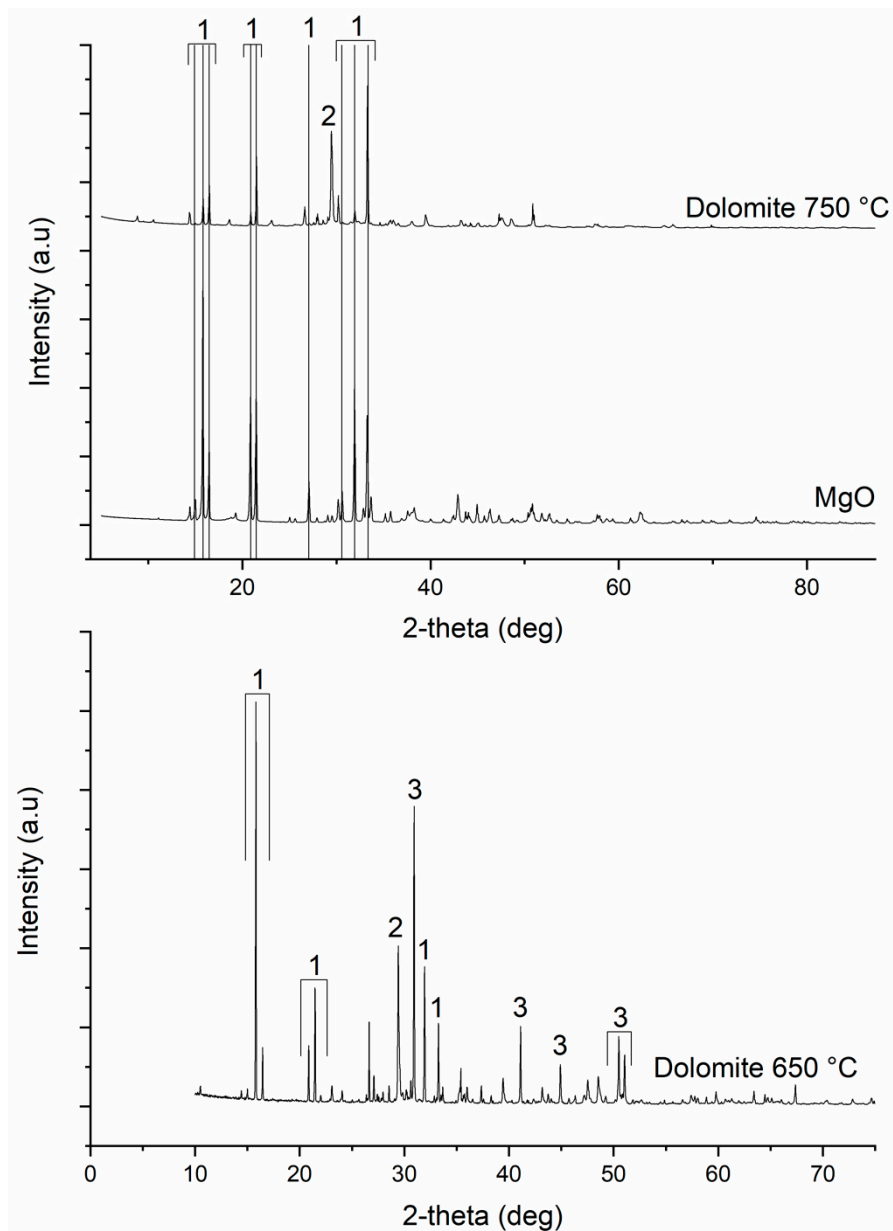 1 1 1 1
2
Dolomite 750 °C
MgO
Intensity (a.u)
20 40 60 80
2-theta (deg)
1
3
2
1
1
1
3
3
3
Dolomite 650 °C
Intensity (a.u)
0 10 20 30 40 50 60 70
2-theta (deg)